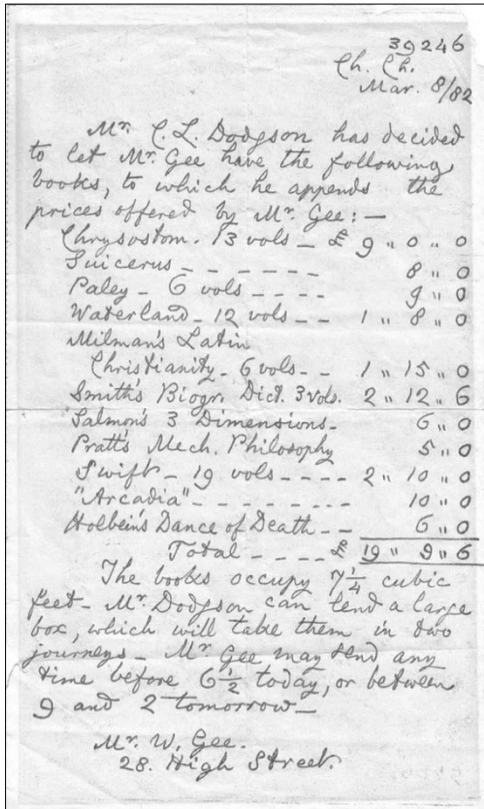 39246
Ch. Ch.
Mar. 8/82
Mr. C. L. Dodgson has decided
to let Mr. Gee have the following
books, to which he appends the
prices offered by Mr. Gee:—
Chrysostom. 13 vols — £ 9 " 0 " 0
Suicerus - - - - - - 8 " 0
Paley - 6 vols - - - - 9 " 0
Waterland - 12 vols - - 1 " 8 " 0
Milman's Latin
Christianity - 6 vols - - 1 " 15 " 0
Smith's Biogr. Dict. 3 vols. 2 " 12 " 6
Salmon's 3 Dimensions - 6 " 0
Pratt's Mech. Philosophy 5 " 0
Swift - 19 vols - - - - 2 " 10 " 0
"Arcadia" - - - - - - - - 10 " 0
Holbein's Dance of Death - - 6 " 0
Total - - - - £ 19 " 9 " 6
The books occupy 7 1/4 cubic
feet - Mr. Dodgson can lend a large
box, which will take them in two
journeys - Mr. Gee may send any
time before 6 1/2 today, or between
9 and 2 tomorrow —
Mr. W. Gee.
28. High Street.